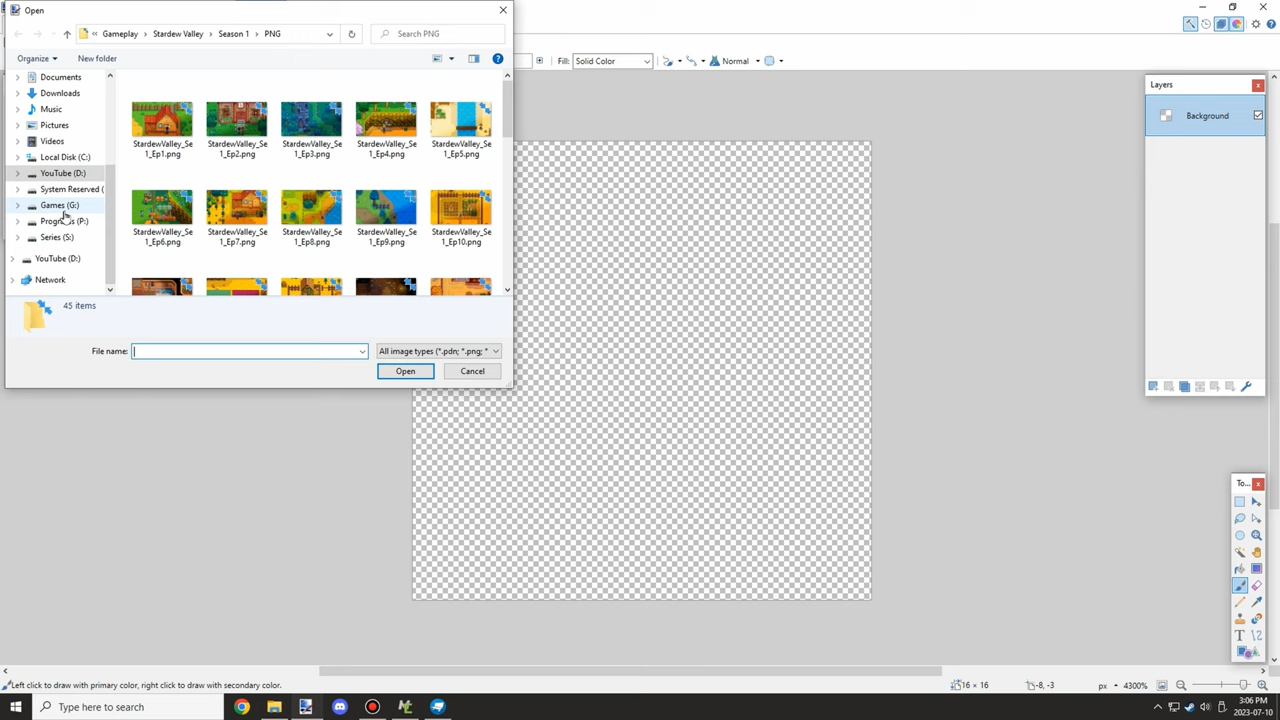 Open
Gameplay > Stardew Valley > Season 1 > PNG
Search PNG
Organize
New folder
Fill: Solid Color
Normal
Documents
Downloads
Music
Pictures
Videos
Local Disk (C:)
YouTube (D:)
System Reserved (
Games (G:)
(P:)
Series (S:)
YouTube (D:)
Network
StardewValley_Se
1_Ep1.png
StardewValley_Se
1_Ep2.png
StardewValley_Se
1_Ep3.png
StardewValley_Se
1_Ep4.png
StardewValley_Se
1_Ep5.png
StardewValley_Se
1_Ep6.png
StardewValley_Se
1_Ep7.png
StardewValley_Se
1_Ep8.png
StardewValley_Se
1_Ep9.png
StardewValley_Se
1_Ep10.png
45 items
File name:
All image types (*.pdn; *.png; *
Open
Cancel
Layers
Background
To...
Left click to draw with primary color, right click to draw with secondary color.
16 × 16
-8, -3
px
4300%
Type here to search
3:06 PM
2023-07-10